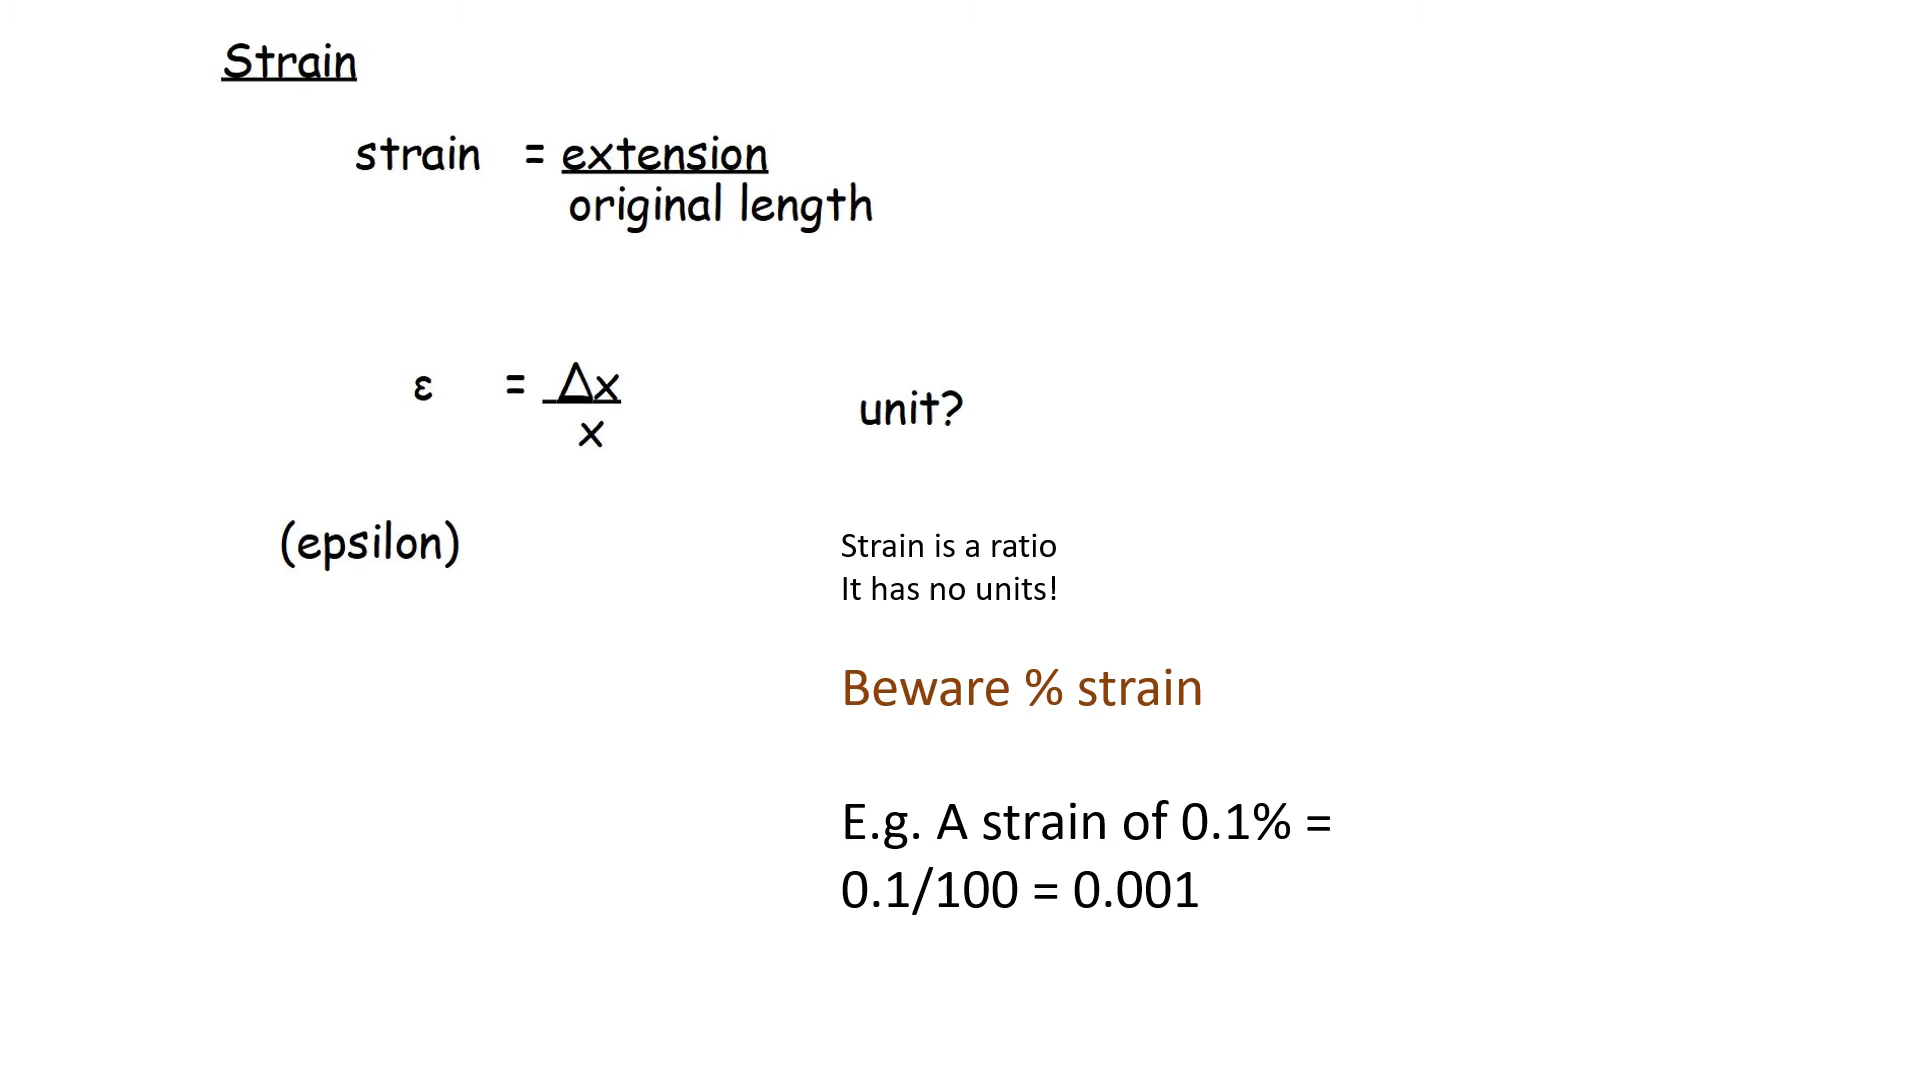 Strain
strain = extension
original length
ε = Δx
x
unit?
(epsilon)
Strain is a ratio
It has no units!
Beware % strain
E.g. A strain of 0.1% =
0.1/100 = 0.001